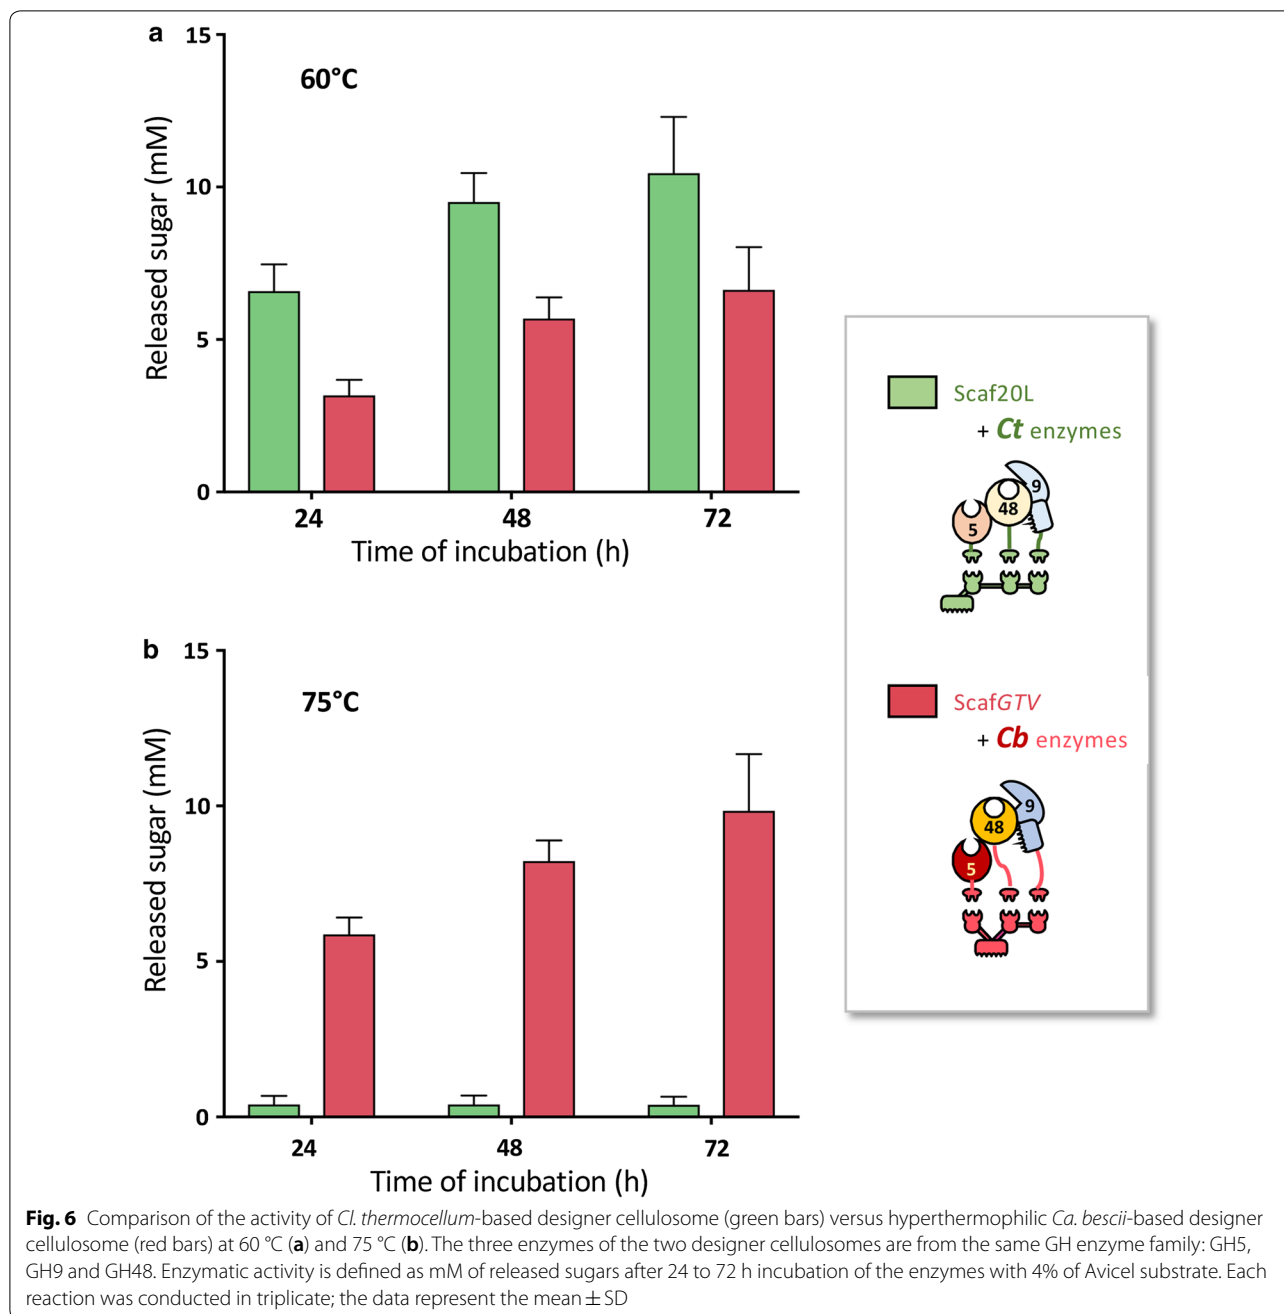 a
15
60°C
10
5
0
Released sugar (mM)
24 48 72
Time of incubation (h)
b
15
75°C
10
5
0
Released sugar (mM)
24 48 72
Time of incubation (h)
Scaf20L
+ Ct enzymes
9
48
5
ScafGTV
+ Cb enzymes
9
48
5
Fig. 6 Comparison of the activity of Cl. thermocellum-based designer cellulosome (green bars) versus hyperthermophilic Ca. bescii-based designer
cellulosome (red bars) at 60 °C (a) and 75 °C (b). The three enzymes of the two designer cellulosomes are from the same GH enzyme family: GH5,
GH9 and GH48. Enzymatic activity is defined as mM of released sugars after 24 to 72 h incubation of the enzymes with 4% of Avicel substrate. Each
reaction was conducted in triplicate; the data represent the mean ± SD